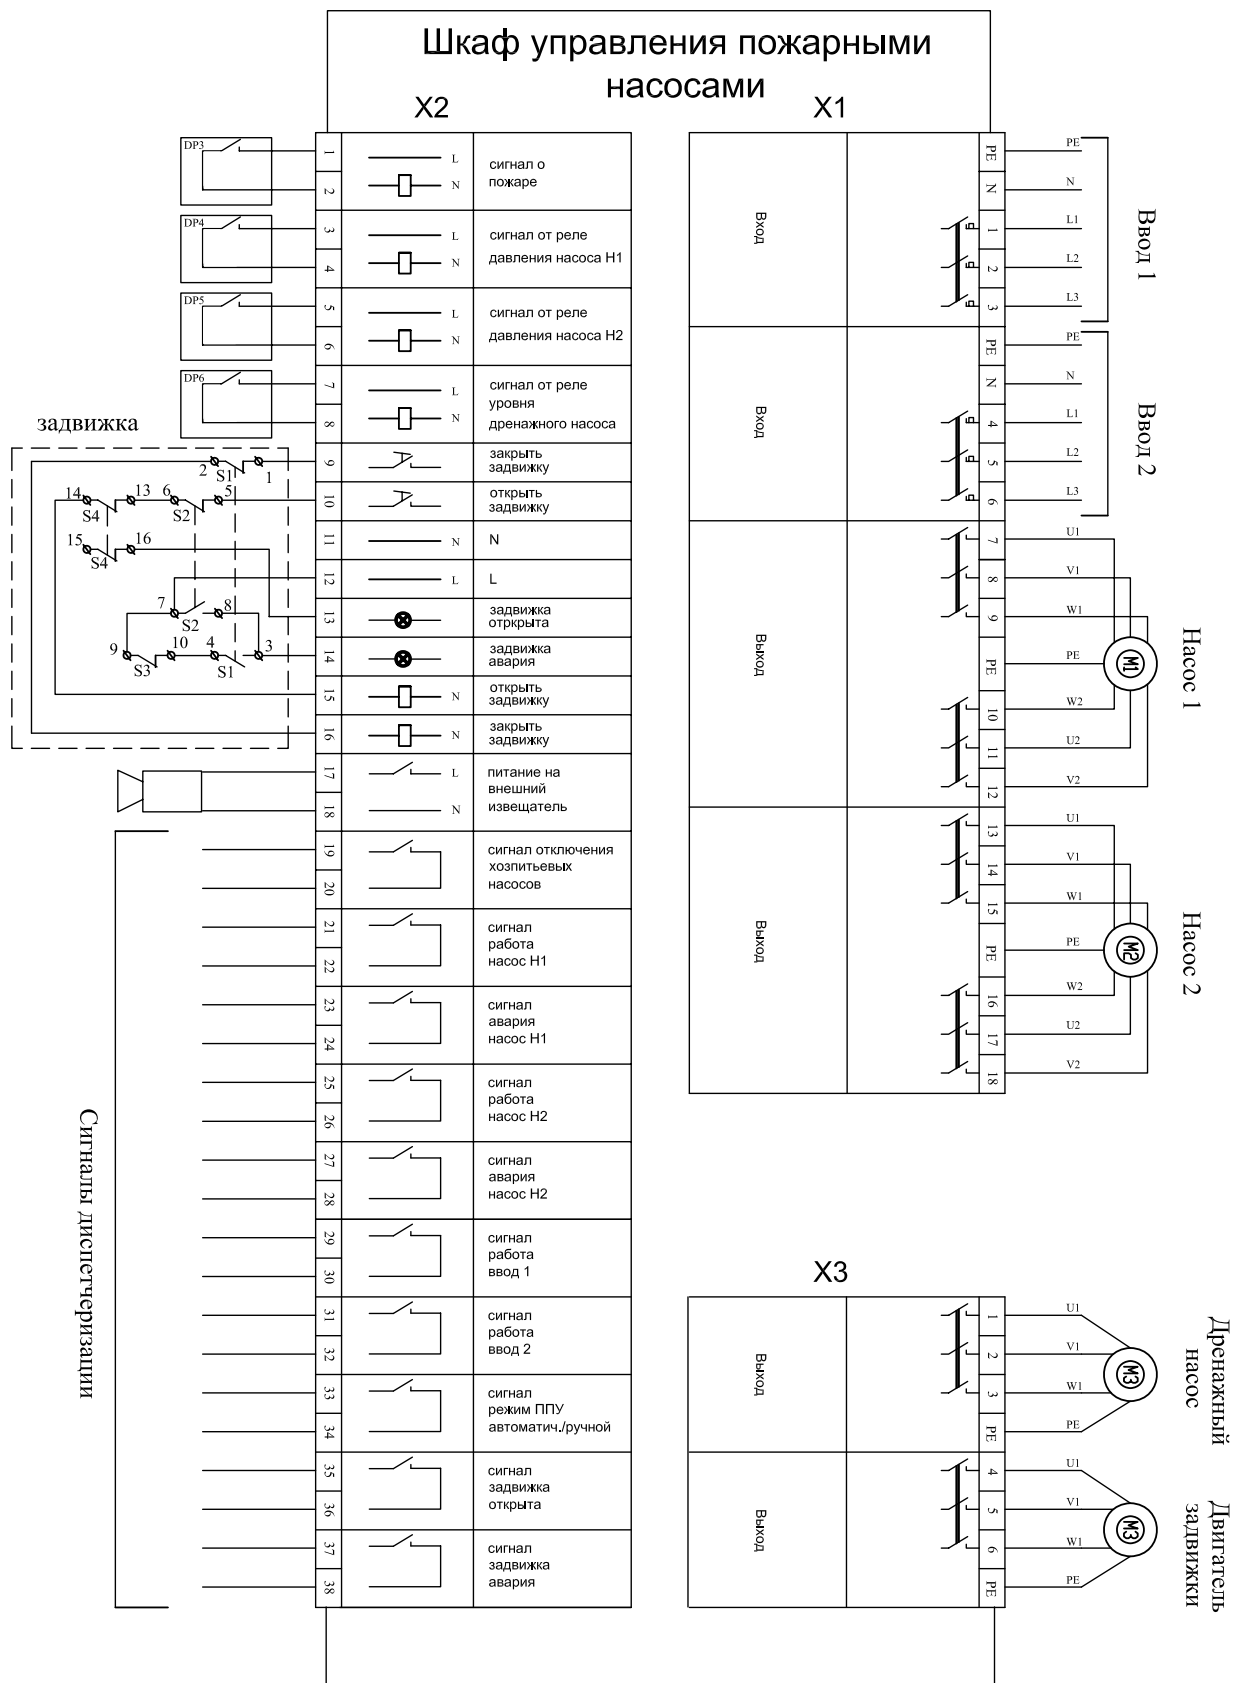 Шкаф управления пожарными
насосами
X2
X1
DP3
1
2
L
N
сигнал о
пожаре
DP4
3
4
L
N
сигнал от реле
давления насоса Н1
DP5
5
6
L
N
сигнал от реле
давления насоса Н2
DP6
7
8
L
N
сигнал от реле
уровня
дренажного насоса
задвижка
2
S1
1
14
S4
13
6
S2
5
15
S4
16
7
S2
8
9
S3
10
4
S1
3
9
закрыть
задвижку
10
открыть
задвижку
11
N
N
12
L
L
13
задвижка
отркрыта
14
задвижка
авария
15
N
открыть
задвижку
16
N
закрыть
задвижку
17
18
L
N
питание на
внешний
извещатель
Сигналы диспетчеризации
19
20
сигнал отключения
хозпитьевых
насосов
21
22
сигнал
работа
насос Н1
23
24
сигнал
авария
насос Н1
25
26
сигнал
работа
насос Н2
27
28
сигнал
авария
насос Н2
29
30
сигнал
работа
ввод 1
31
32
сигнал
работа
ввод 2
33
34
сигнал
режим ППУ
автоматич./ручной
35
36
сигнал
задвижка
открыта
37
38
сигнал
задвижка
авария
Вход
PE
N
1
2
3
PE
N
L1
L2
L3
Ввод 1
Вход
PE
N
4
5
6
PE
N
L1
L2
L3
Ввод 2
Выход
7
8
9
PE
10
11
12
U1
V1
W1
PE
W2
U2
V2
M1
Насос 1
Выход
13
14
15
PE
16
17
18
U1
V1
W1
PE
W2
U2
V2
M2
Насос 2
X3
Выход
1
2
3
PE
U1
V1
W1
PE
M3
Дренажный
насос
Выход
4
5
6
PE
U1
V1
W1
PE
M3
Двигатель
задвижки